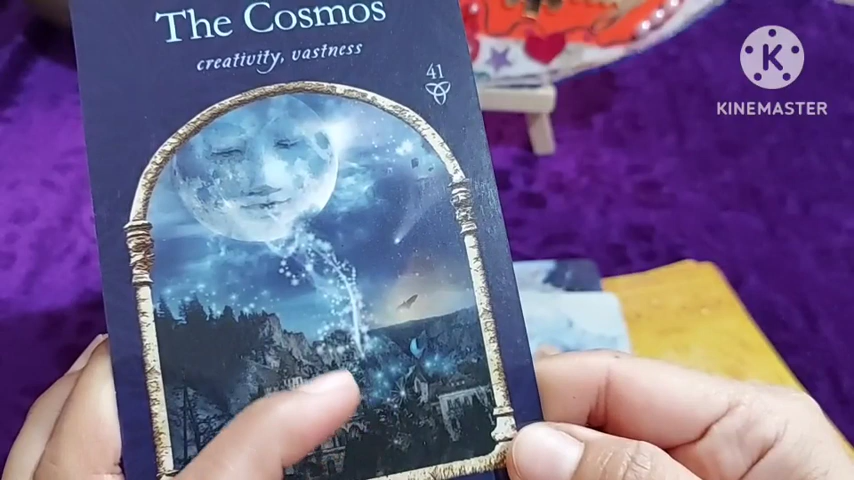 The Cosmos
creativity, vastness
41
K
KINEMASTER